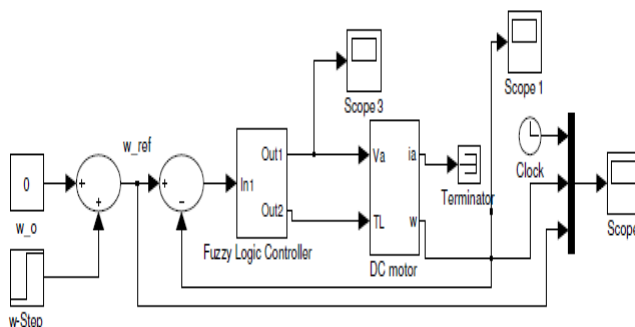 Scope 1
Scope 3
w_ref
Clock
0
+
+
w_o
w-Step
+
−
In1
Out1
Out2
Fuzzy Logic Controller
Va
TL
ia
w
DC motor
Terminator
Scope